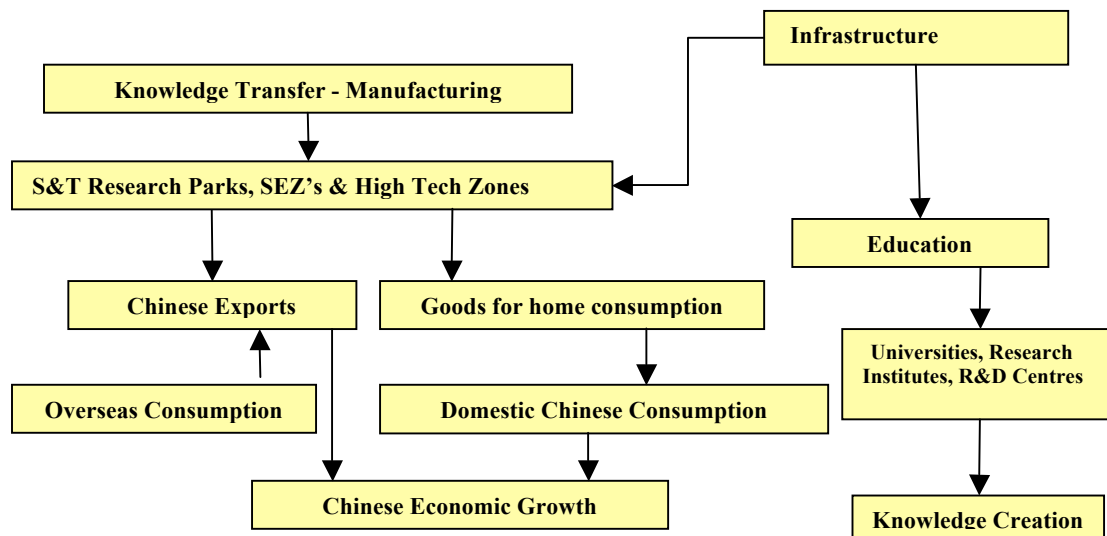 Infrastructure
Knowledge Transfer - Manufacturing
S&T Research Parks, SEZ’s & High Tech Zones
Education
Chinese Exports
Goods for home consumption
Universities, Research
Institutes, R&D Centres
Overseas Consumption
Domestic Chinese Consumption
Chinese Economic Growth
Knowledge Creation